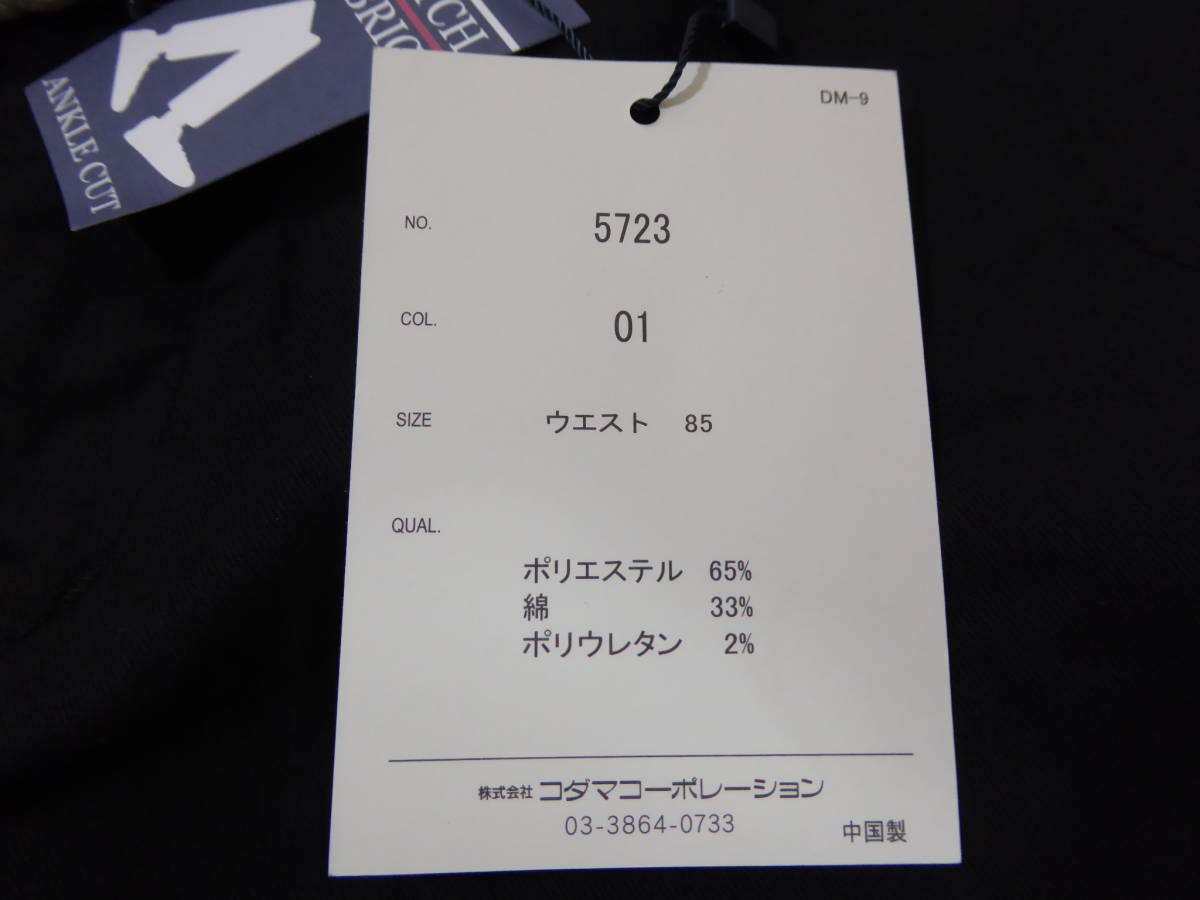 ANKLE CUT
DM-9
NO. 5723
COL. 01
SIZE ウエスト 85
QUAL.
ポリエステル 65%
綿 33%
ポリウレタン 2%
株式会社 コダマコーポレーション
03-3864-0733
中国製